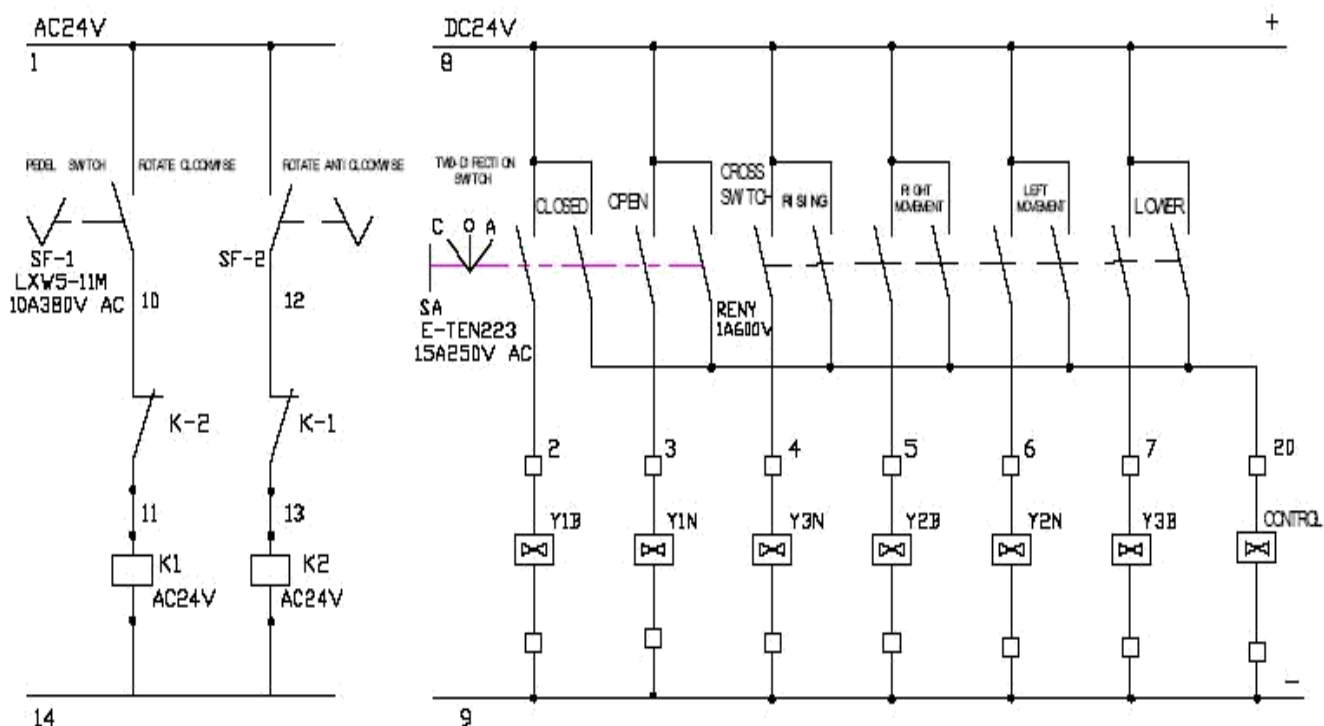 AC24V
1
DC24V
8
+
PEDEL SWITCH
ROTATE CLOCKWISE
ROTATE ANTI CLOCKWISE
TWO-DIRECTION
SWITCH
CLOSED
OPEN
CROSS
SWITCH
RISING
RIGHT
MOVEMENT
LEFT
MOVEMENT
LOWER
C O A
SF-1
LXW5-11M
10A380V AC
10
SF-2
12
SA
E-TEN223
15A250V AC
RENY
1A600V
K-2
K-1
2
3
4
5
6
7
20
11
13
Y1B
Y1N
Y3N
Y2B
Y2N
Y3B
CONTROL
K1
AC24V
K2
AC24V
14
9
-